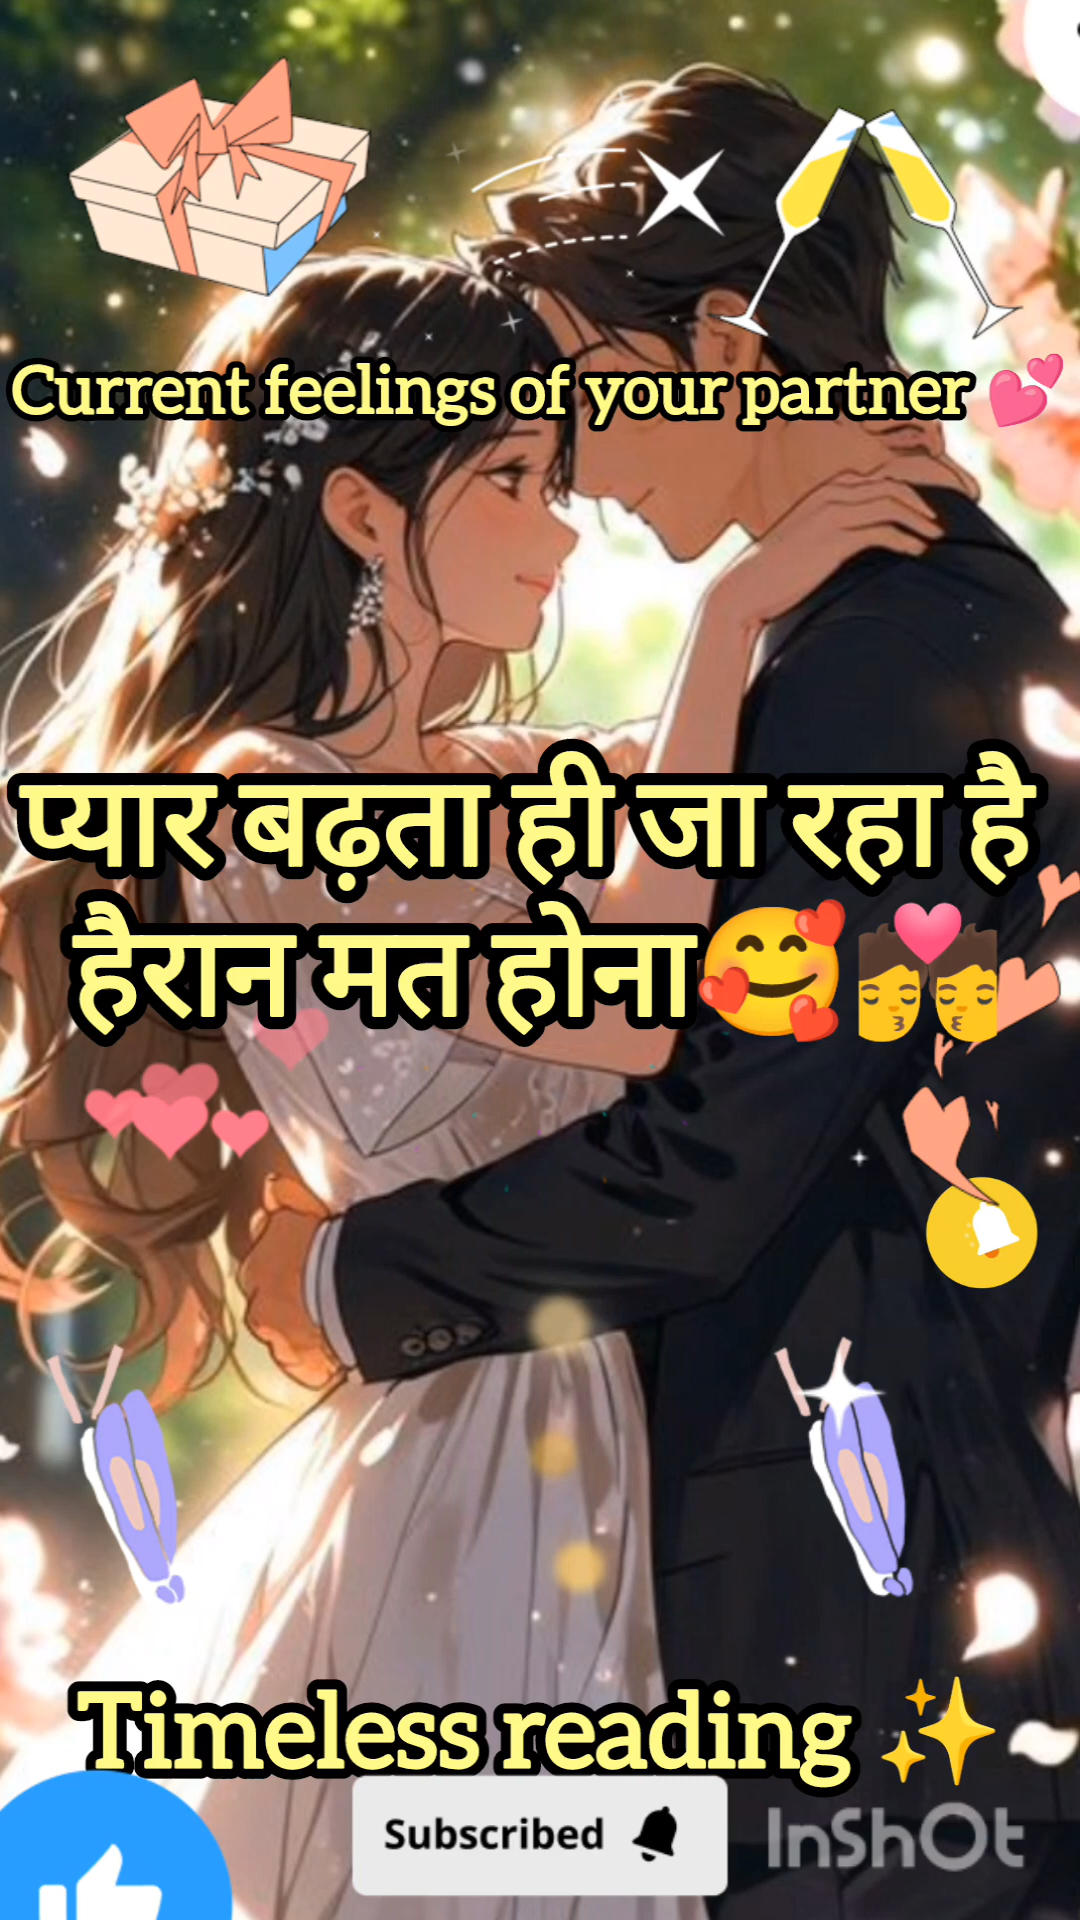 Current feelings of your partner 💕
प्यार बढ़ता ही जा रहा है
हैरान मत होना🥰💏
Timeless reading ✨
Subscribed
InShOt